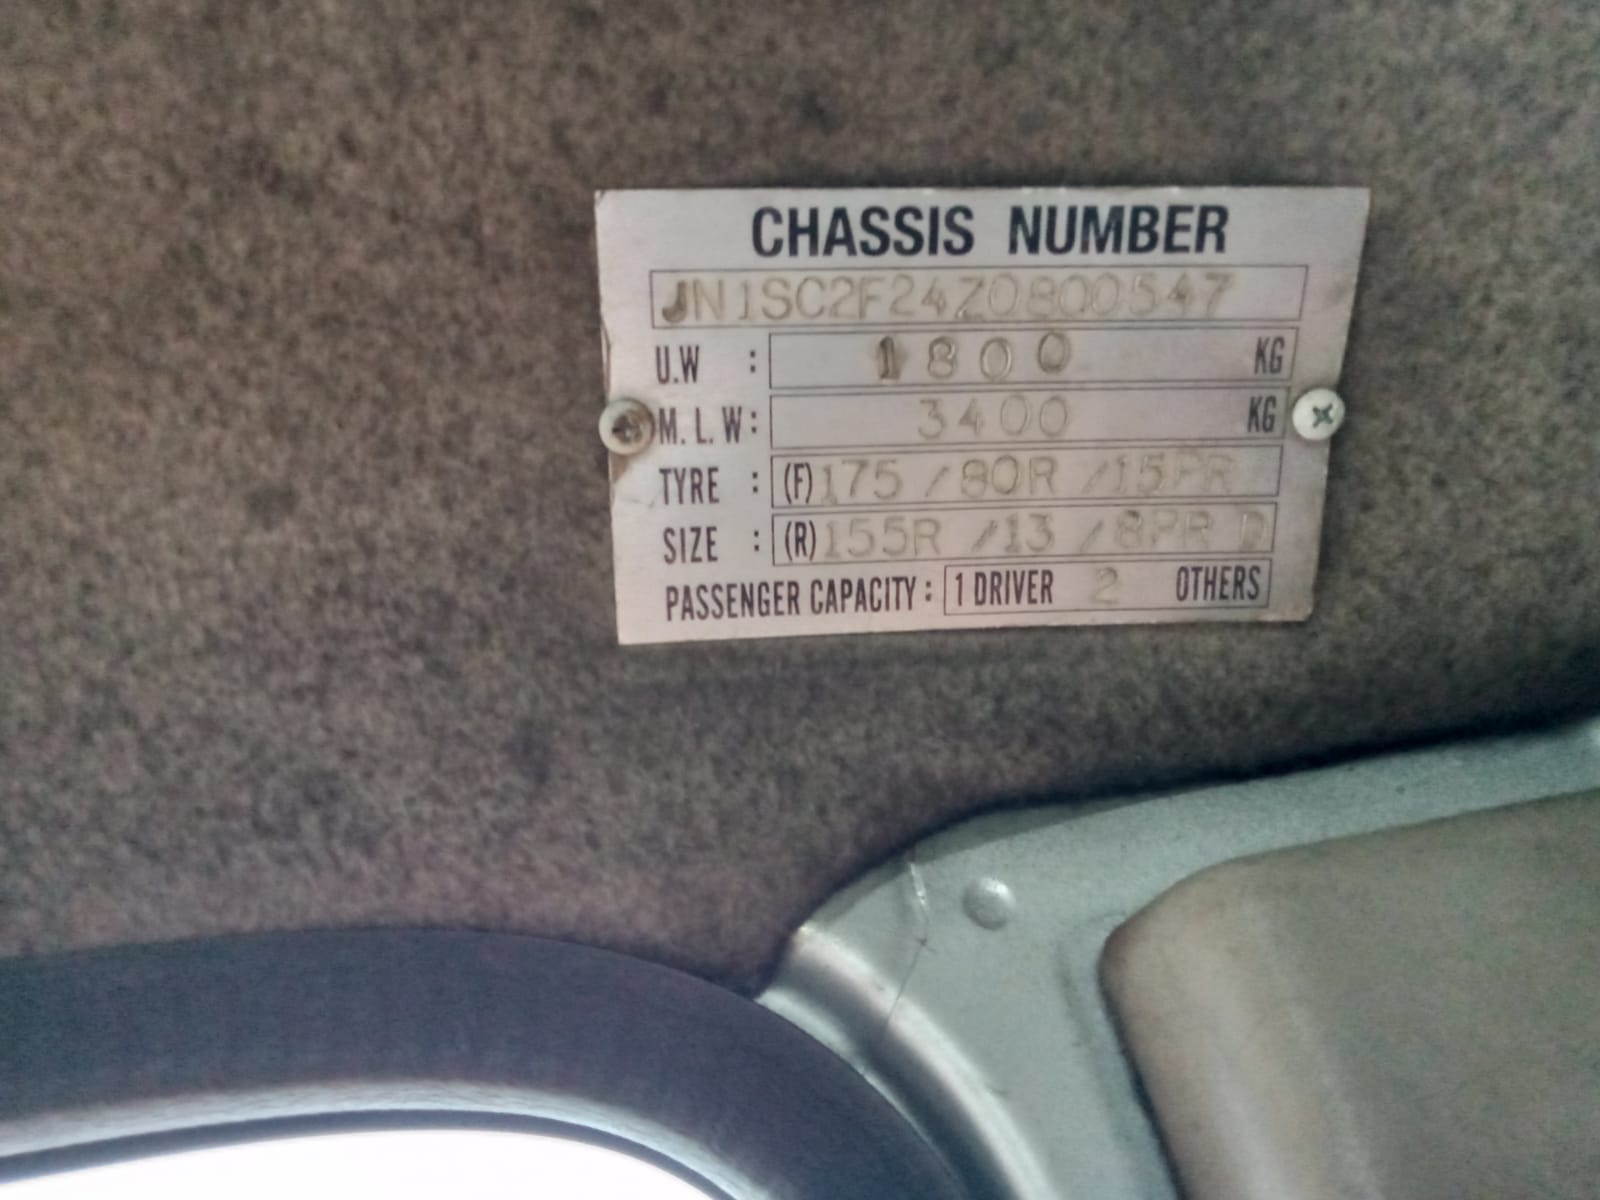 CHASSIS NUMBER
JN1SC2F24Z0800547
U.W : 1800 KG
M.L.W: 3400 KG
TYRE : (F) 175 / 80R / 15PR
SIZE : (R) 155R / 13 / 8PR D
PASSENGER CAPACITY: 1 DRIVER 2 OTHERS